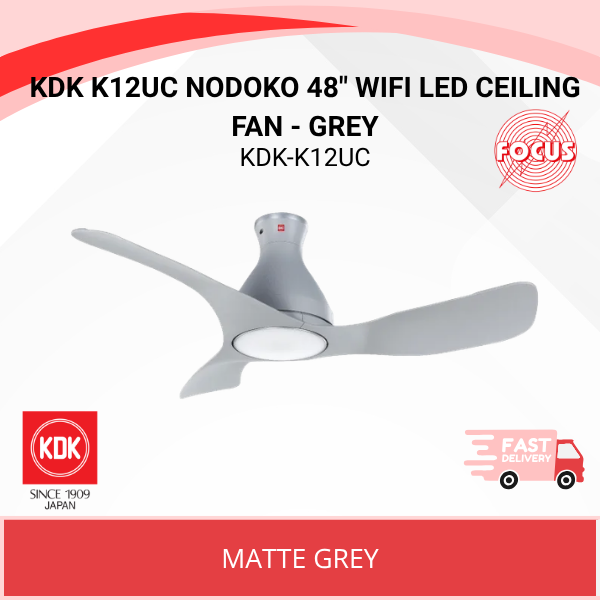 KDK K12UC NODOKO 48" WIFI LED CEILING
FAN - GREY
KDK-K12UC
FOCUS
KDK
KDK
SINCE 1909
JAPAN
FAST
DELIVERY
MATTE GREY